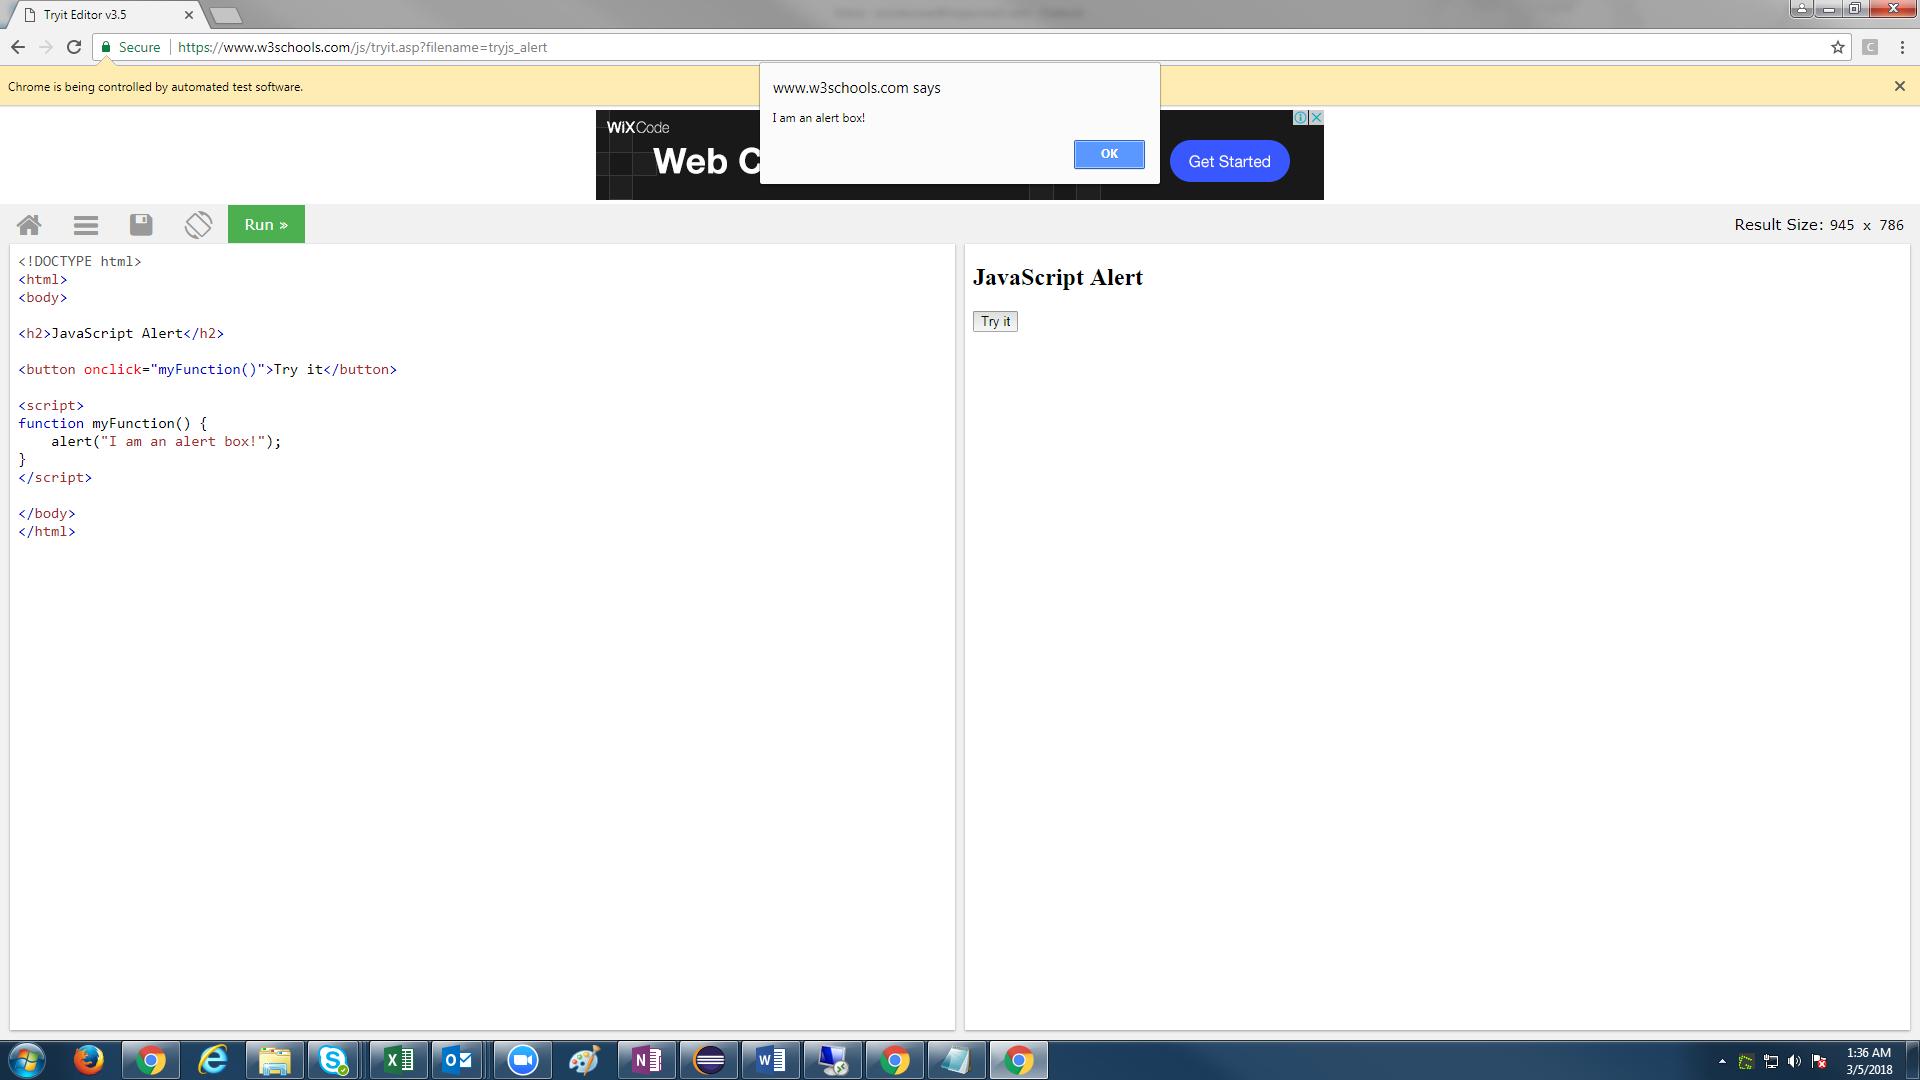 Tryit Editor v3.5
Secure | https://www.w3schools.com/js/tryit.asp?filename=tryjs_alert
Chrome is being controlled by automated test software.
www.w3schools.com says
I am an alert box!
OK
WiXCode
Web C
Get Started
Run »
Result Size: 945 x 786
<!DOCTYPE html>
<html>
<body>
<h2>JavaScript Alert</h2>
<button onclick="myFunction()">Try it</button>
<script>
function myFunction() {
    alert("I am an alert box!");
}
</script>
</body>
</html>
JavaScript Alert
Try it
1:36 AM
3/5/2018